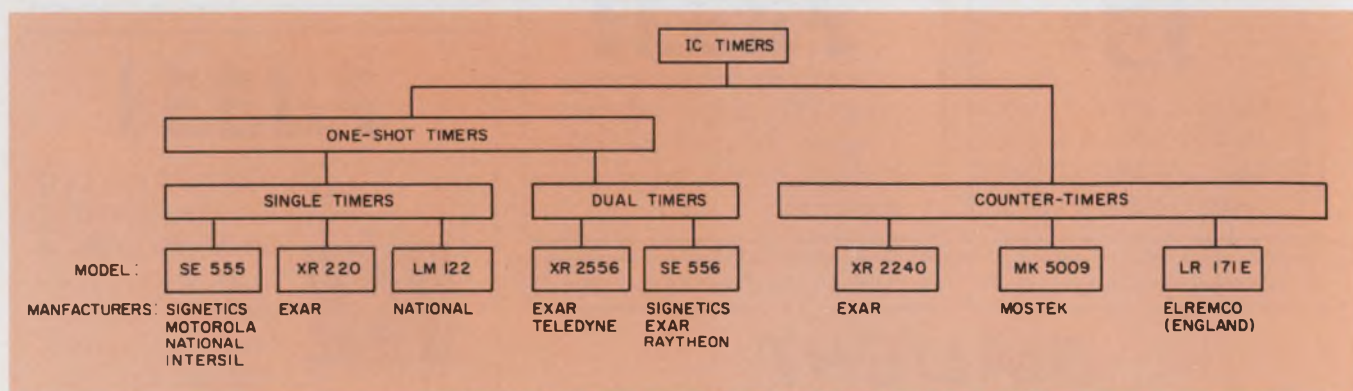 IC TIMERS
ONE-SHOT TIMERS
SINGLE TIMERS
DUAL TIMERS
COUNTER-TIMERS
MODEL: SE 555 XR 220 LM 122 XR 2556 SE 556 XR 2240 MK 5009 LR 171E
MANFACTURERS: SIGNETICS EXAR NATIONAL EXAR SIGNETICS EXAR MOSTEK ELREMCO
MOTOROLA TELEDYNE EXAR (ENGLAND)
NATIONAL RAYTHEON
INTERSIL